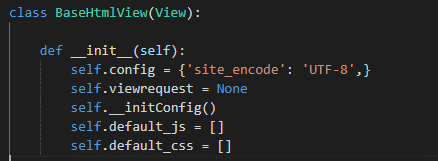 class BaseHtmlView(View):
def __init__(self):
self.config = {'site_encode': 'UTF-8',}
self.viewrequest = None
self.__initConfig()
self.default_js = []
self.default_css = []